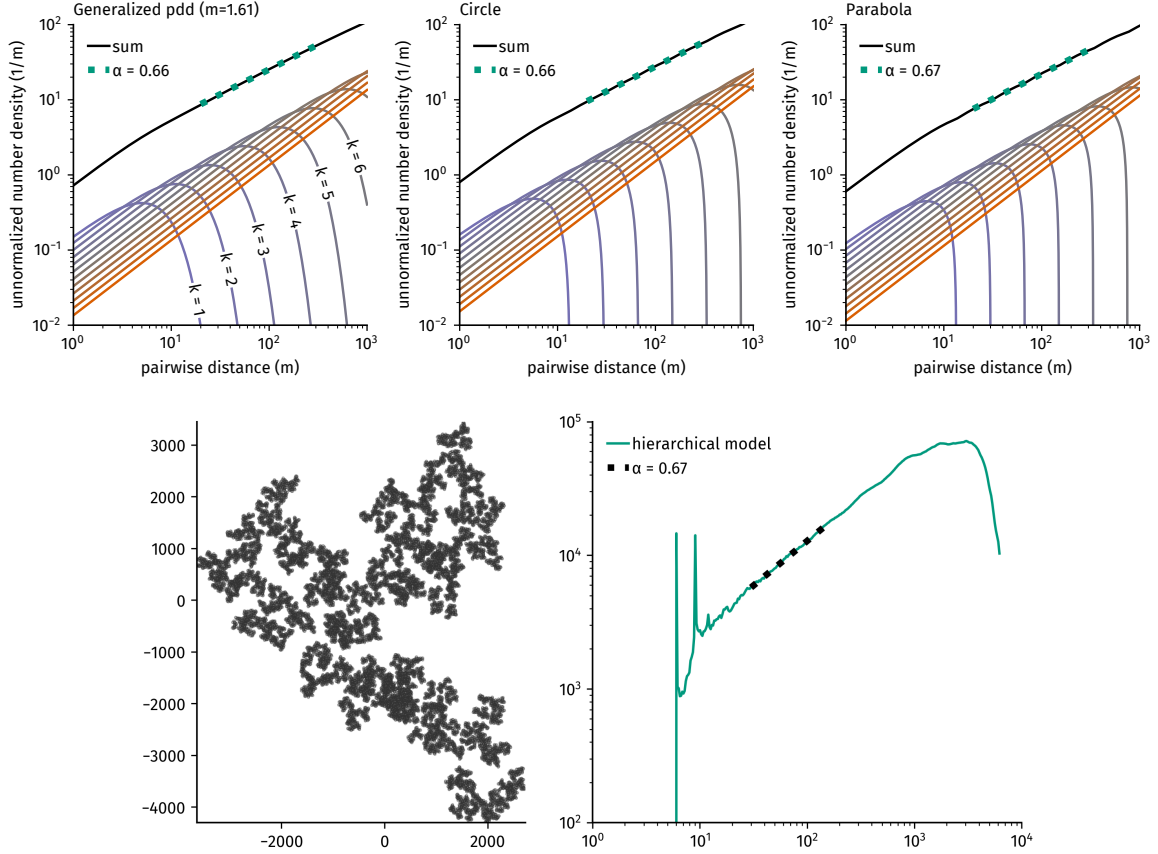 Generalized pdd (m=1.61)
unnormalized number density (1/m)
10²
10¹
10⁰
10⁻¹
10⁻²
sum
α = 0.66
k = 1
k = 2
k = 3
k = 4
k = 5
k = 6
10⁰
10¹
10²
10³
pairwise distance (m)
Circle
unnormalized number density (1/m)
10²
10¹
10⁰
10⁻¹
10⁻²
sum
α = 0.66
10⁰
10¹
10²
10³
pairwise distance (m)
Parabola
unnormalized number density (1/m)
10²
10¹
10⁰
10⁻¹
10⁻²
sum
α = 0.67
10⁰
10¹
10²
10³
pairwise distance (m)
3000
2000
1000
0
−1000
−2000
−3000
−4000
−2000
0
2000
10⁵
10⁴
10³
10²
hierarchical model
α = 0.67
10⁰
10¹
10²
10³
10⁴